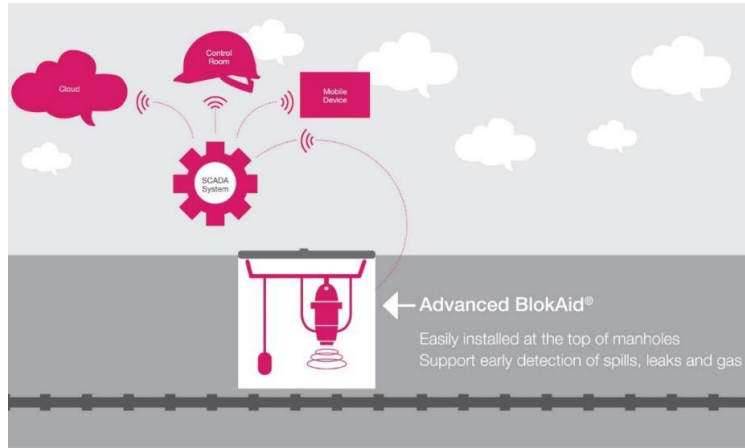 Control
Room
Cloud
Mobile
Device
SCADA
System
Advanced BlokAid®
Easily installed at the top of manholes
Support early detection of spills, leaks and gas